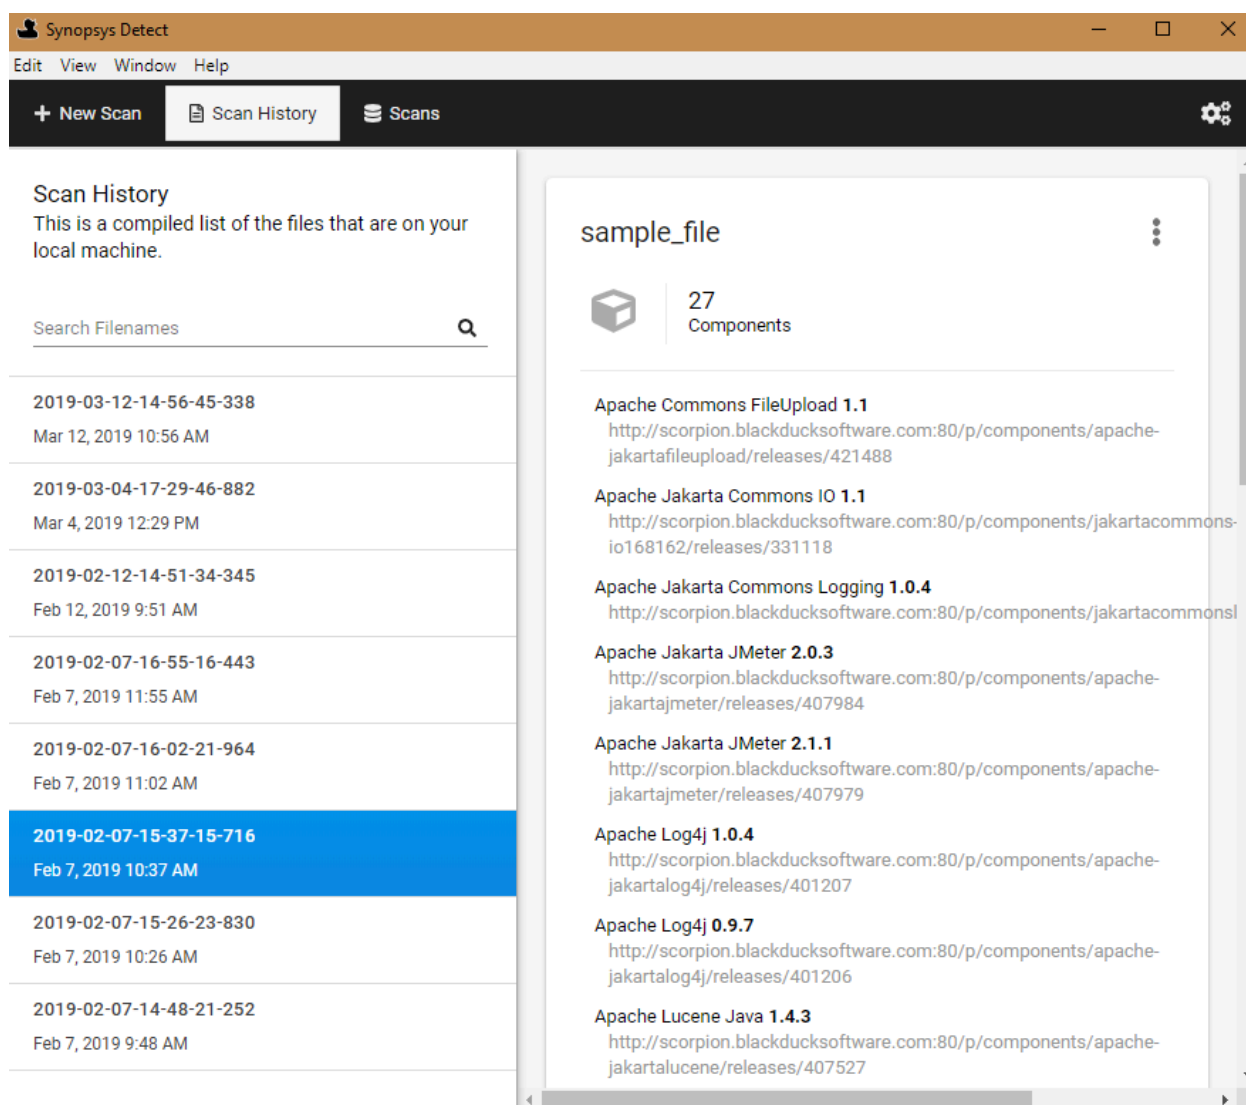 Synopsys Detect
Edit View Window Help
New Scan Scan History Scans
Scan History
This is a compiled list of the files that are on your
local machine.
Search Filenames
2019-03-12-14-56-45-338
Mar 12, 2019 10:56 AM
2019-03-04-17-29-46-882
Mar 4, 2019 12:29 PM
2019-02-12-14-51-34-345
Feb 12, 2019 9:51 AM
2019-02-07-16-55-16-443
Feb 7, 2019 11:55 AM
2019-02-07-16-02-21-964
Feb 7, 2019 11:02 AM
2019-02-07-15-37-15-716
Feb 7, 2019 10:37 AM
2019-02-07-15-26-23-830
Feb 7, 2019 10:26 AM
2019-02-07-14-48-21-252
Feb 7, 2019 9:48 AM
sample_file
27
Components
Apache Commons FileUpload 1.1
http://scorpion.blackducksoftware.com:80/p/components/apache-
jakartafileupload/releases/421488
Apache Jakarta Commons IO 1.1
http://scorpion.blackducksoftware.com:80/p/components/jakartacommons-
io168162/releases/331118
Apache Jakarta Commons Logging 1.0.4
http://scorpion.blackducksoftware.com:80/p/components/jakartacommonsl
Apache Jakarta JMeter 2.0.3
http://scorpion.blackducksoftware.com:80/p/components/apache-
jakartajmeter/releases/407984
Apache Jakarta JMeter 2.1.1
http://scorpion.blackducksoftware.com:80/p/components/apache-
jakartajmeter/releases/407979
Apache Log4j 1.0.4
http://scorpion.blackducksoftware.com:80/p/components/apache-
jakartalog4j/releases/401207
Apache Log4j 0.9.7
http://scorpion.blackducksoftware.com:80/p/components/apache-
jakartalog4j/releases/401206
Apache Lucene Java 1.4.3
http://scorpion.blackducksoftware.com:80/p/components/apache-
jakartalucene/releases/407527